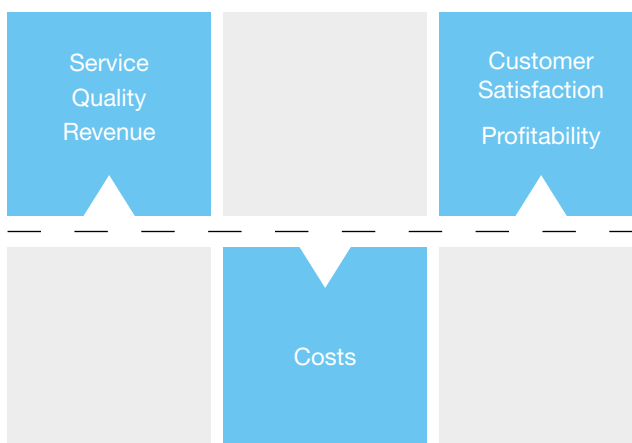 Service
Quality
Revenue
Customer
Satisfaction
Profitability
Costs